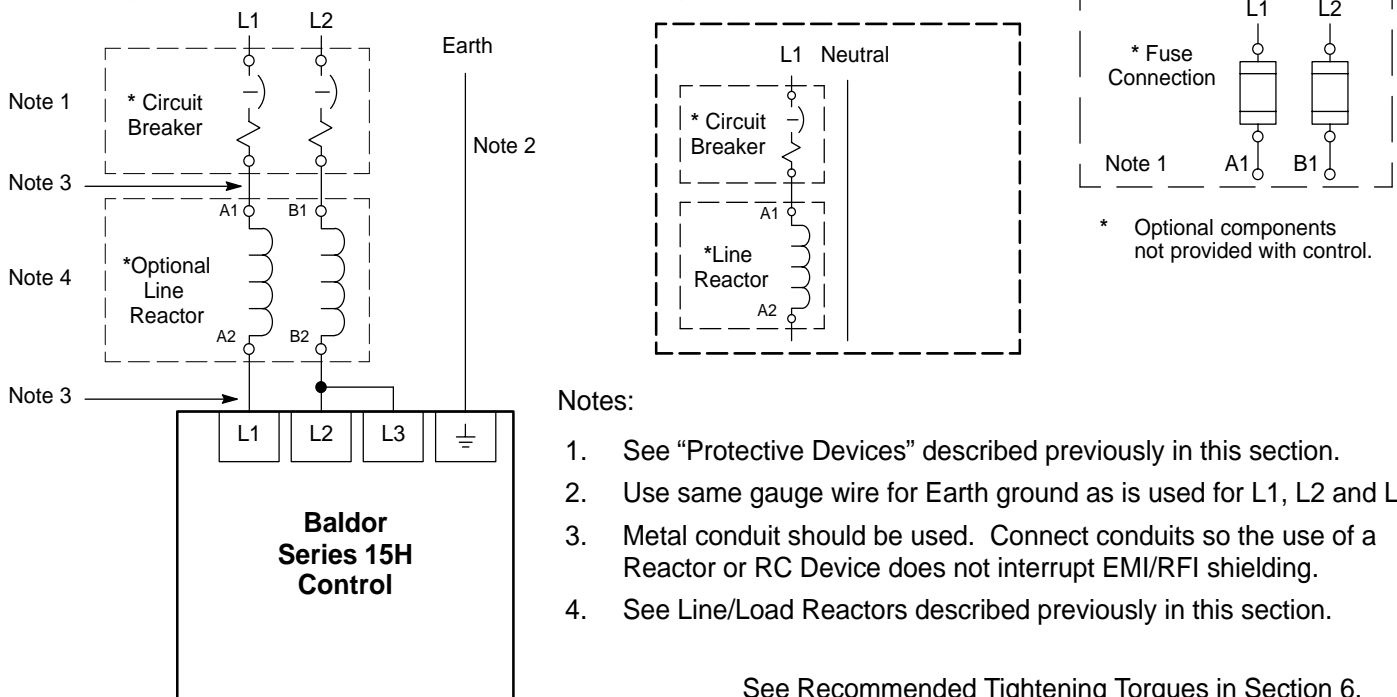 L1 L2
Earth
Note 1
* Circuit
Breaker
Note 2
Note 3
A1 B1
Note 4
*Optional
Line
Reactor
A2 B2
Note 3
L1 L2 L3
Baldor
Series 15H
Control
L1 Neutral
* Circuit
Breaker
A1
*Line
Reactor
A2
L1 L2
* Fuse
Connection
Note 1 A1 B1
* Optional components
not provided with control.
Notes:
1. See “Protective Devices” described previously in this section.
2. Use same gauge wire for Earth ground as is used for L1, L2 and L
3. Metal conduit should be used. Connect conduits so the use of a
Reactor or RC Device does not interrupt EMI/RFI shielding.
4. See Line/Load Reactors described previously in this section.
See Recommended Tightening Torques in Section 6.